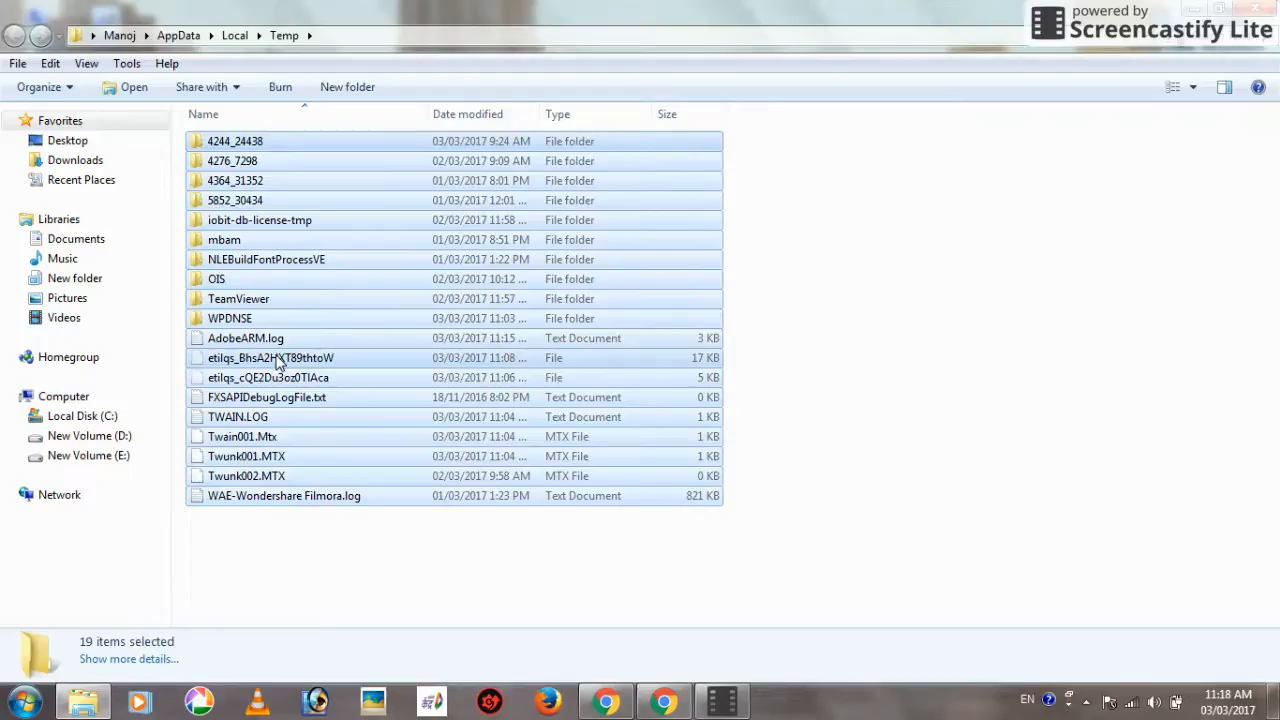 powered by
Screencastify Lite
Manoj AppData Local Temp
File Edit View Tools Help
Organize Open Share with Burn New folder
Name Date modified Type Size
Favorites
Desktop
Downloads
Recent Places
Libraries
Documents
Music
New folder
Pictures
Videos
Homegroup
Computer
Local Disk (C:)
New Volume (D:)
New Volume (E:)
Network
4244_24438 03/03/2017 9:24 AM File folder
4276_7298 02/03/2017 9:09 AM File folder
4364_31352 01/03/2017 8:01 PM File folder
5852_30434 01/03/2017 12:01 ... File folder
iobit-db-license-tmp 02/03/2017 11:58 ... File folder
mbam 01/03/2017 8:51 PM File folder
NLEBuildFontProcessVE 01/03/2017 1:22 PM File folder
OIS 02/03/2017 10:12 ... File folder
TeamViewer 02/03/2017 11:57 ... File folder
WPDNSE 03/03/2017 11:03 ... File folder
AdobeARM.log 03/03/2017 11:15 ... Text Document 3 KB
03/03/2017 11:08 ... File 17 KB
etilqs_cQE2Du3oz0TIAca 03/03/2017 11:06 ... File 5 KB
FXSAPIDebugLogFile.txt 18/11/2016 8:02 PM Text Document 0 KB
TWAIN.LOG 03/03/2017 11:04 ... Text Document 1 KB
Twain001.Mtx 03/03/2017 11:04 ... MTX File 1 KB
Twunk001.MTX 03/03/2017 11:04 ... MTX File 1 KB
Twunk002.MTX 02/03/2017 9:58 AM MTX File 0 KB
WAE-Wondershare Filmora.log 01/03/2017 1:23 PM Text Document 821 KB
19 items selected
Show more details...
EN
11:18 AM
03/03/2017